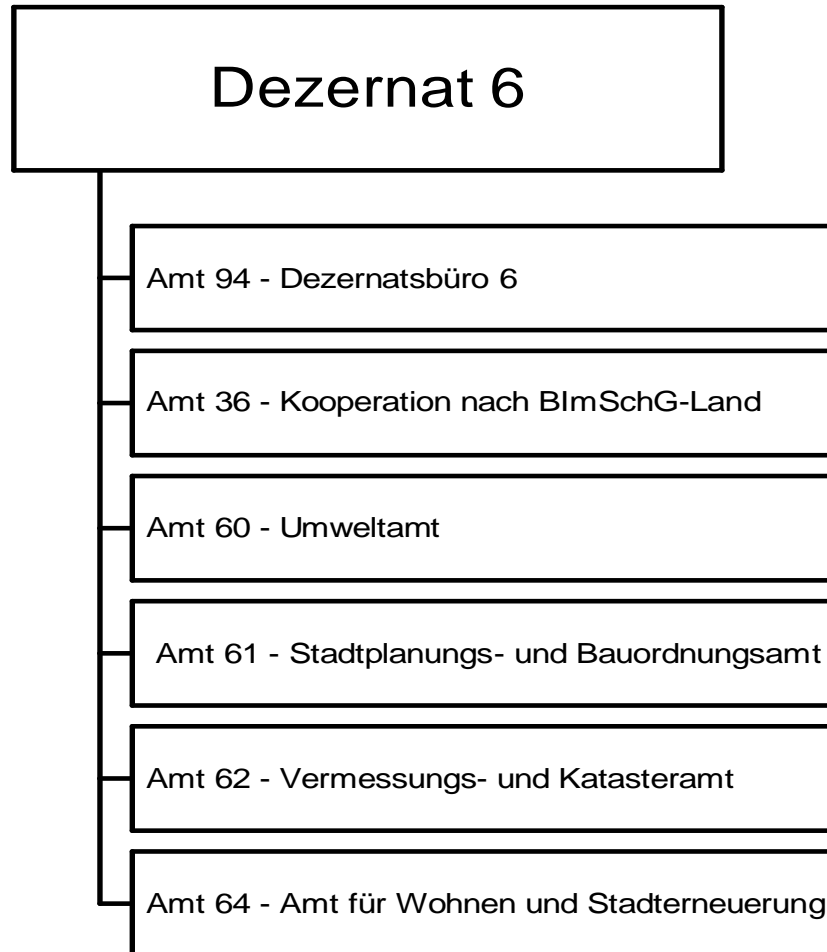 Dezernat 6
Amt 94 - Dezernatsbüro 6
Amt 36 - Kooperation nach BImSchG-Land
Amt 60 - Umweltamt
Amt 61 - Stadtplanungs- und Bauordnungsamt
Amt 62 - Vermessungs- und Katasteramt
Amt 64 - Amt für Wohnen und Stadterneuerung